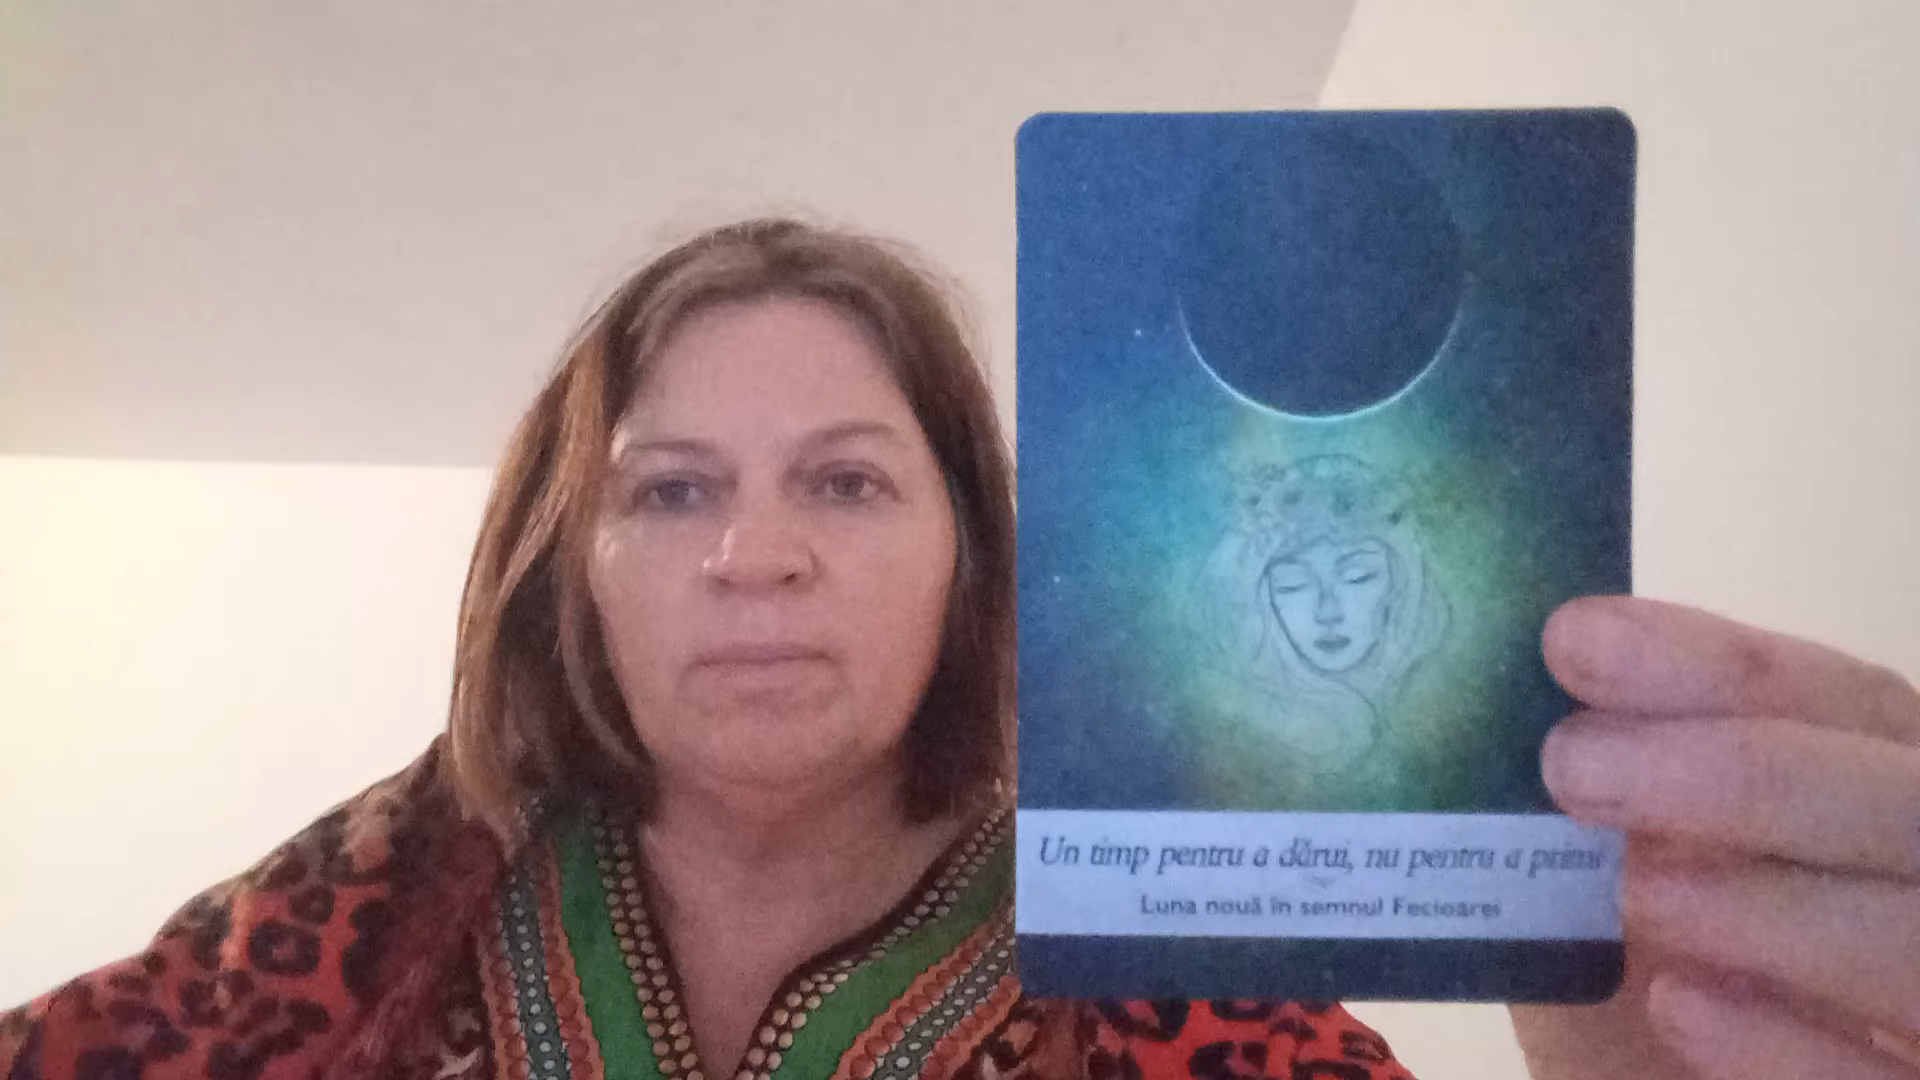 Un timp pentru a dărui, nu pentru a primi
Luna nouă în semnul Fecioarei